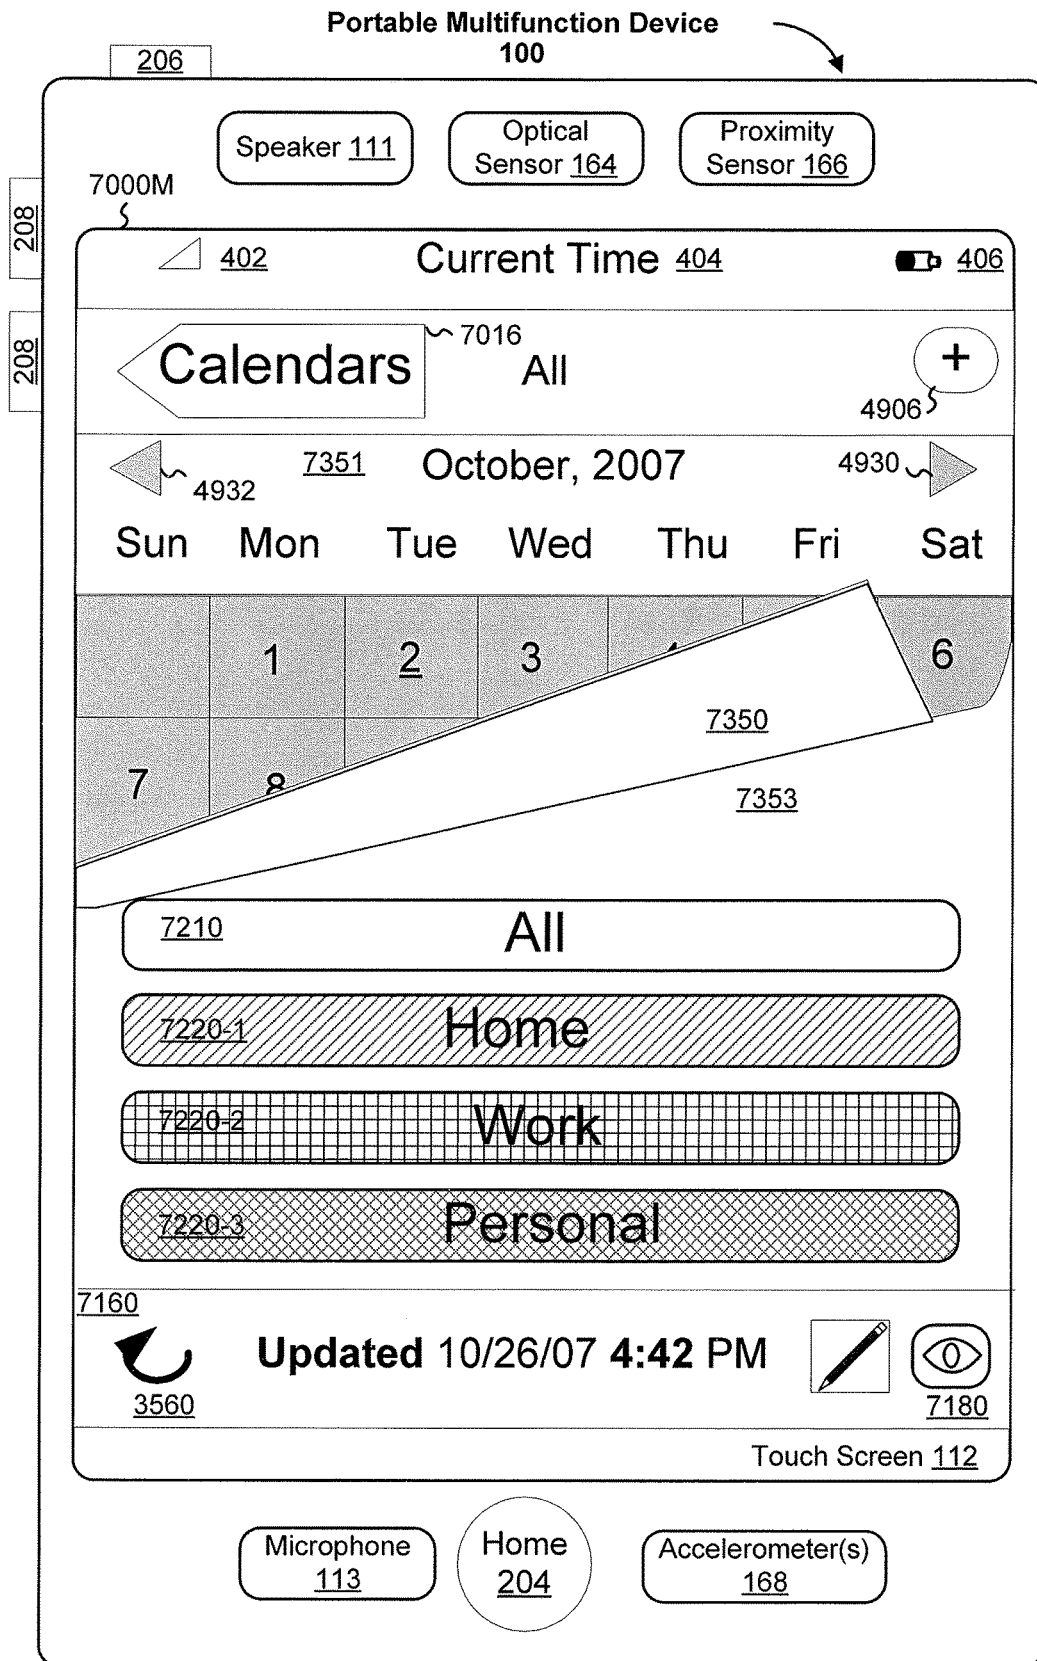 Portable Multifunction Device
100
206
Speaker 111
Optical
Sensor 164
Proximity
Sensor 166
7000M
208
208
402
Current Time 404
406
Calendars
7016
All
+
4906
4932
7351
October, 2007
4930
Sun Mon Tue Wed Thu Fri Sat
1 2 3 6
7 8
7350
7353
7210 All
7220-1 Home
7220-2 Work
7220-3 Personal
7160
Updated 10/26/07 4:42 PM
3560
7180
Touch Screen 112
Microphone
113
Home
204
Accelerometer(s)
168